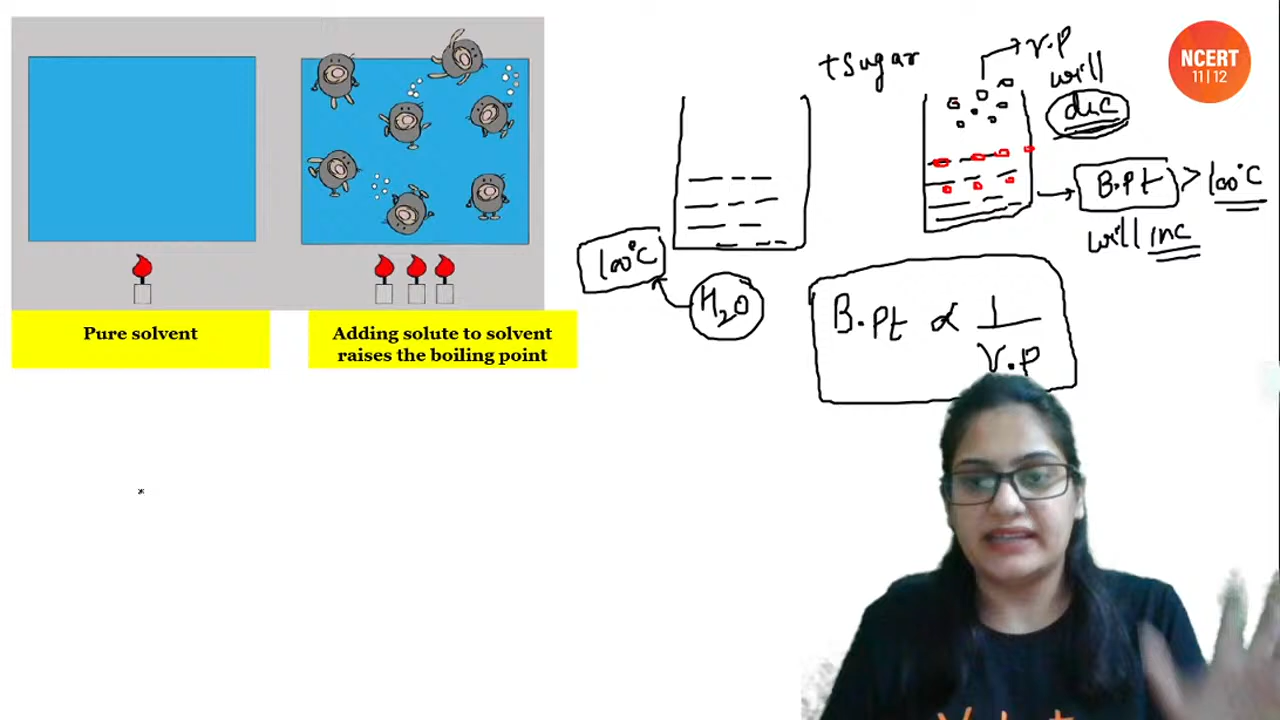 Pure solvent
Adding solute to solvent
raises the boiling point
+Sugar
V.P
will
dec
B.Pt > 100°C
will inc
100°C
H₂O
B.Pt ∝ 1/V.P
NCERT
11|12